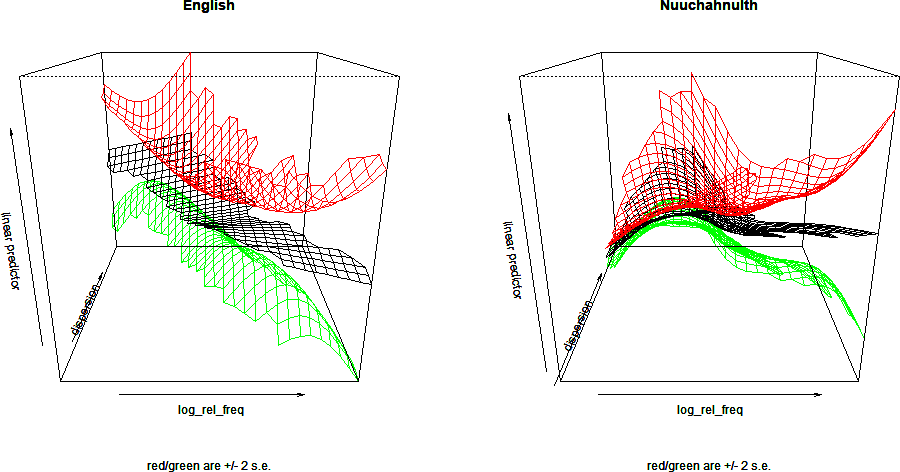 English
linear predictor
dispersion
log_rel_freq
red/green are +/- 2 s.e.
Nuuchahnulth
linear predictor
dispersion
log_rel_freq
red/green are +/- 2 s.e.